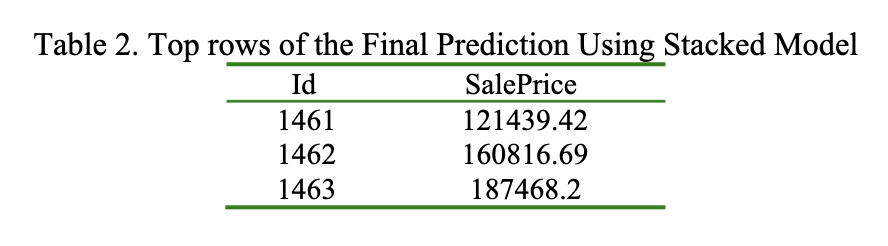 Table 2. Top rows of the Final Prediction Using Stacked Model
Id SalePrice
1461 121439.42
1462 160816.69
1463 187468.2